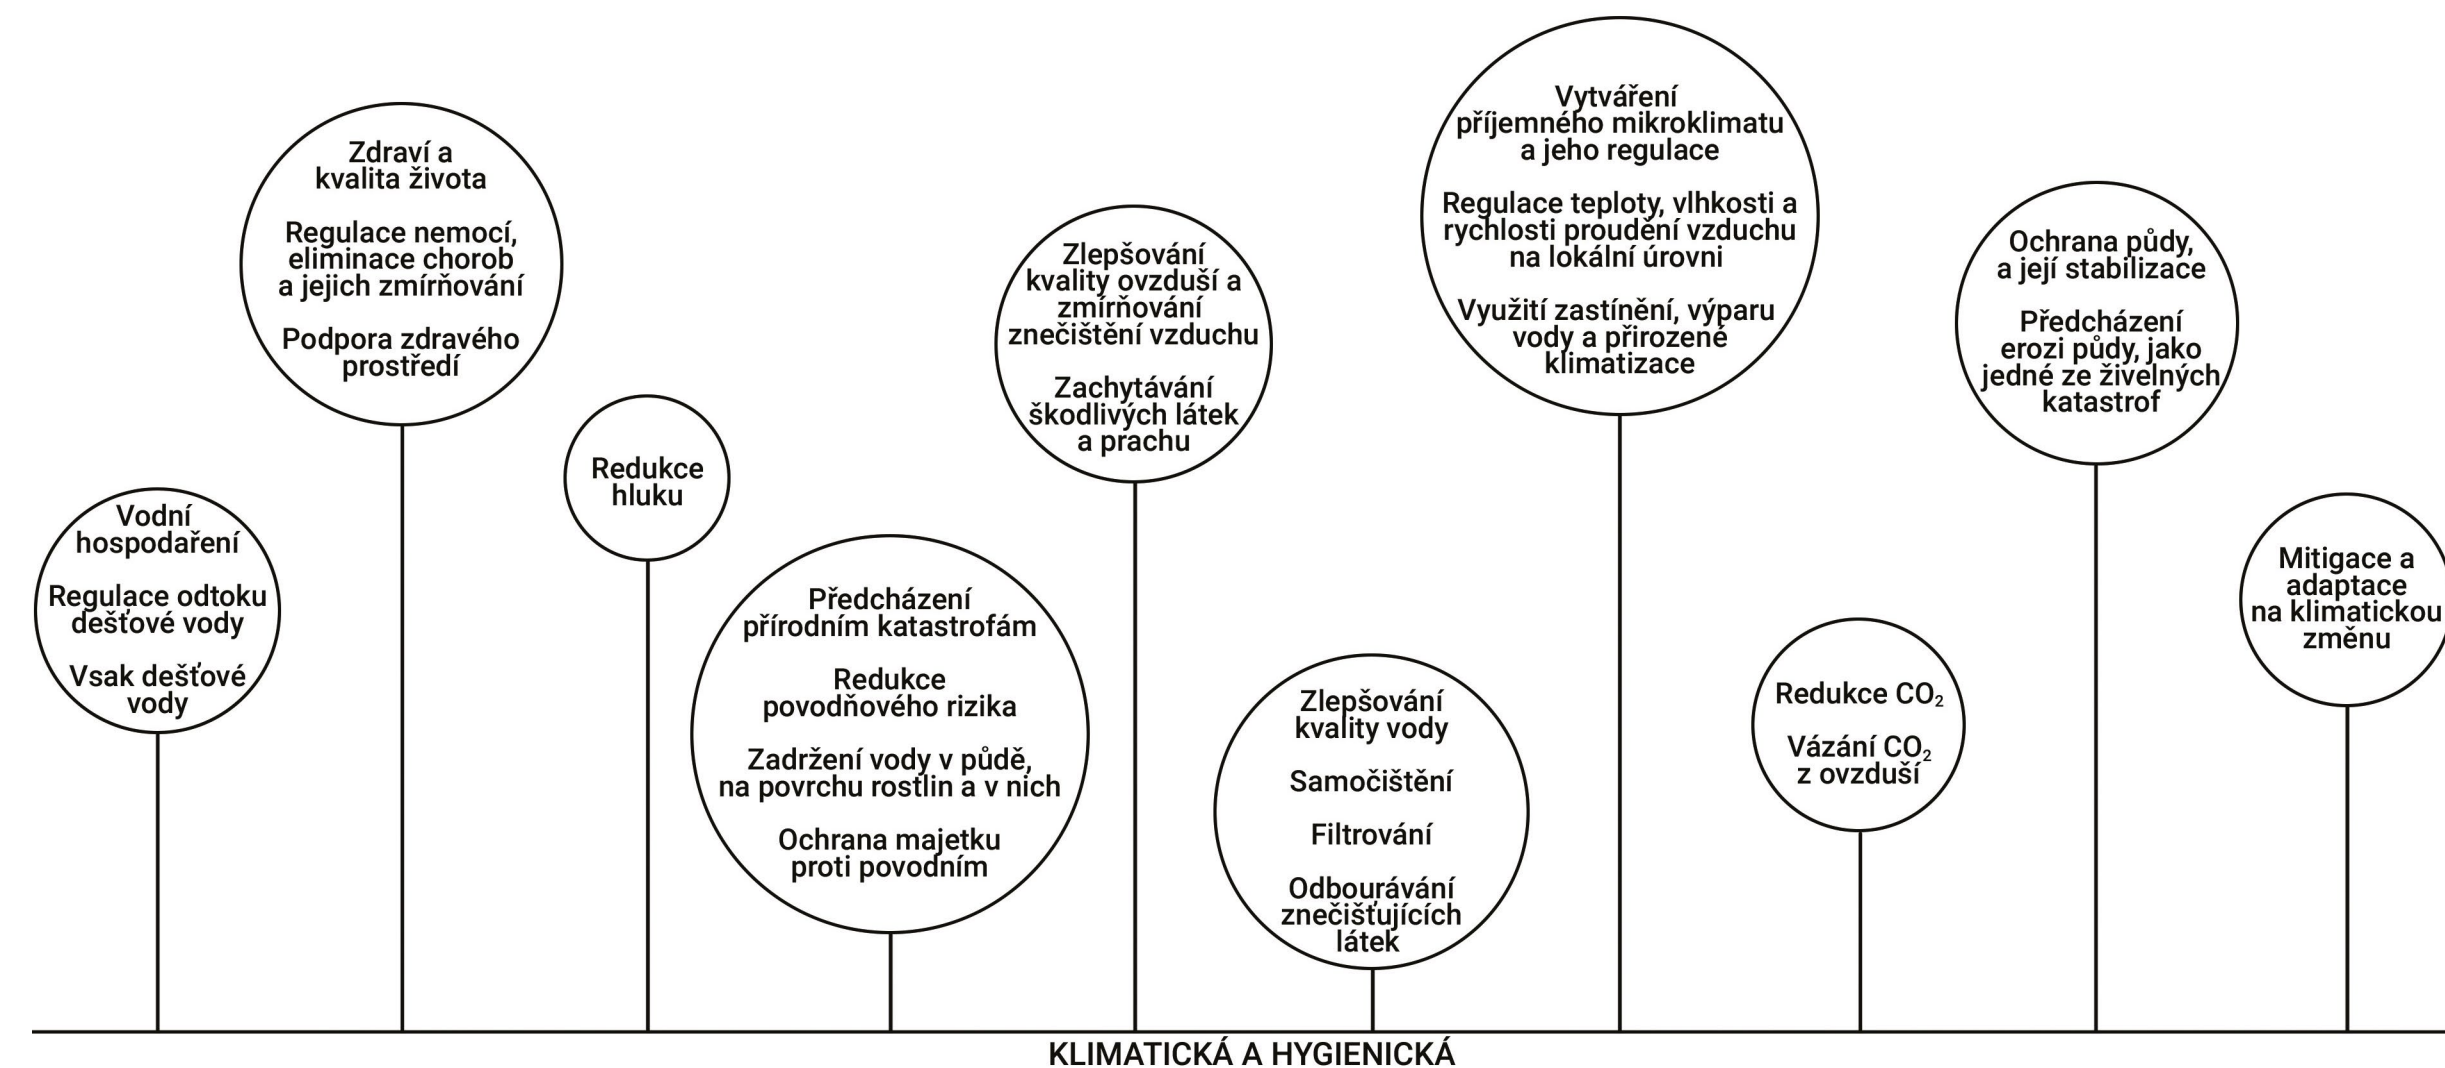 Vodní
hospodaření
Regulace odtoku
dešťové vody
Vsak dešťové
vody
Zdraví a
kvalita života
Regulace nemocí,
eliminace chorob
a jejich zmírňování
Podpora zdravého
prostředí
Redukce
hluku
Předcházení
přírodním katastrofám
Redukce
povodňového rizika
Zadržení vody v půdě,
na povrchu rostlin a v nich
Ochrana majetku
proti povodním
Zlepšování
kvality ovzduší a
zmírňování
znečištění vzduchu
Zachytávání
škodlivých látek
a prachu
Zlepšování
kvality vody
Samočištění
Filtrování
Odbourávání
znečišťujících
látek
Vytváření
příjemného mikroklimatu
a jeho regulace
Regulace teploty, vlhkosti a
rychlosti proudění vzduchu
na lokální úrovni
Využití zastínění, výparu
vody a přirozené
klimatizace
Redukce CO₂
Vázání CO₂
z ovzduší
Ochrana půdy,
a její stabilizace
Předcházení
erozi půdy, jako
jedné ze živelných
katastrof
Mitigace a
adaptace
na klimatickou
změnu
KLIMATICKÁ A HYGIENICKÁ